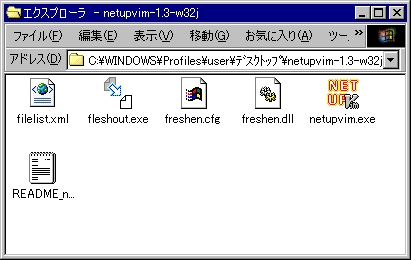 エクスプローラ - netupvim-1.3-w32j
ファイル(F) 編集(E) 表示(V) 移動(G) お気に入り(A) ツー. »
アドレス(D) C:¥WINDOWS¥Profiles¥user¥ﾃﾞｽｸﾄｯﾌﾟ¥netupvim-1.3-w32j
NET
UP Vim
filelist.xml fleshout.exe freshen.cfg freshen.dll netupvim.exe
README_n...